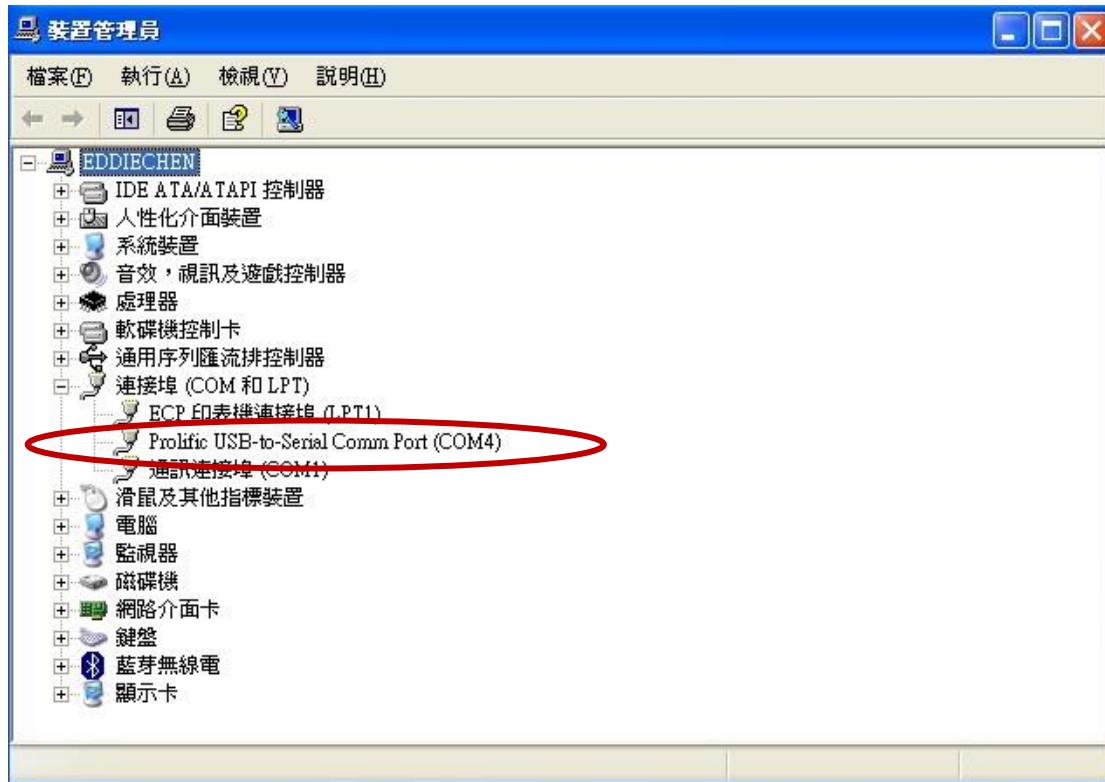 裝置管理員
檔案(F) 執行(A) 檢視(V) 說明(H)
EDDIECHEN
IDE ATA/ATAPI 控制器
人性化介面裝置
系統裝置
音效，視訊及遊戲控制器
處理器
軟碟機控制卡
通用序列匯流排控制器
連接埠 (COM 和 LPT)
ECP 印表機連接埠 (LPT1)
Prolific USB-to-Serial Comm Port (COM4)
通訊連接埠 (COM1)
滑鼠及其他指標裝置
電腦
監視器
磁碟機
網路介面卡
鍵盤
藍芽無線電
顯示卡